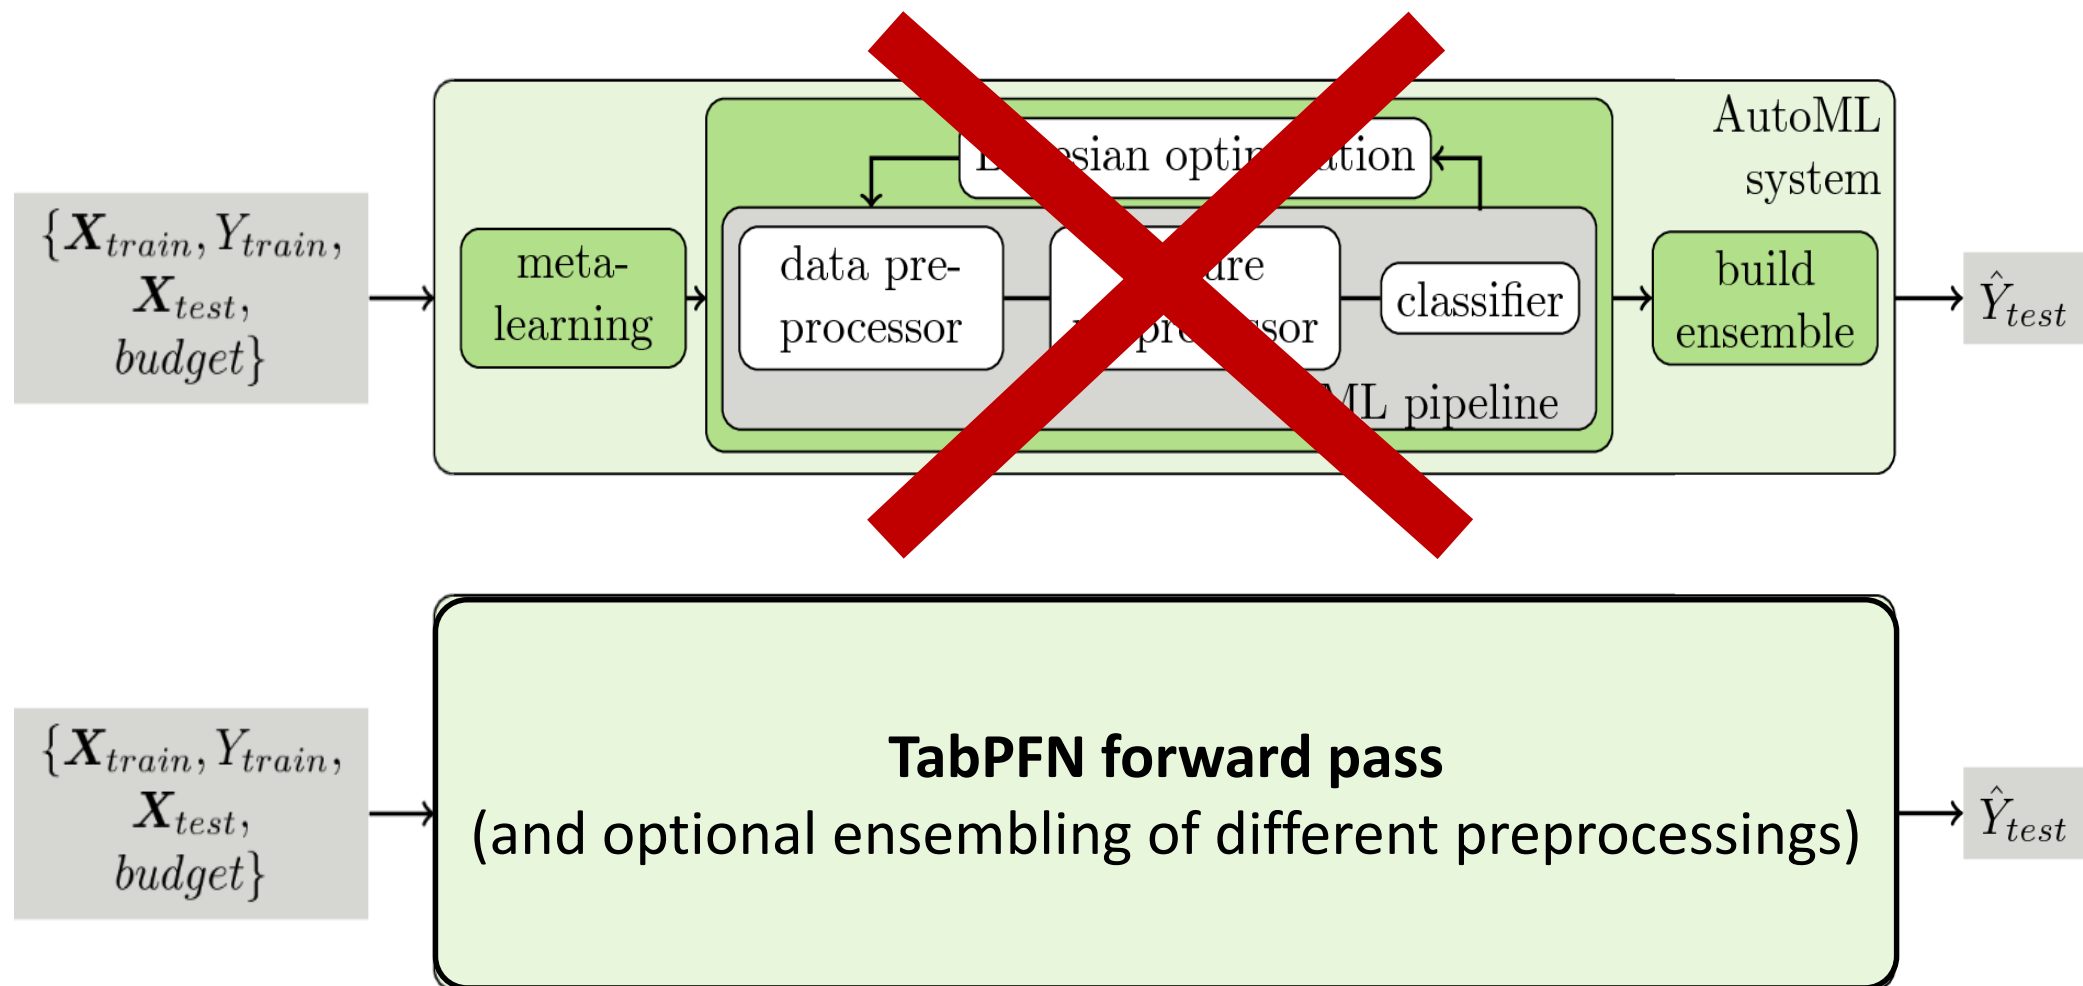 {X_train, Y_train,
X_test,
budget}
meta-
learning
optimization
data pre-
processor
classifier
ML pipeline
AutoML
system
build
ensemble
Ŷ_test
{X_train, Y_train,
X_test,
budget}
TabPFN forward pass
(and optional ensembling of different preprocessings)
Ŷ_test